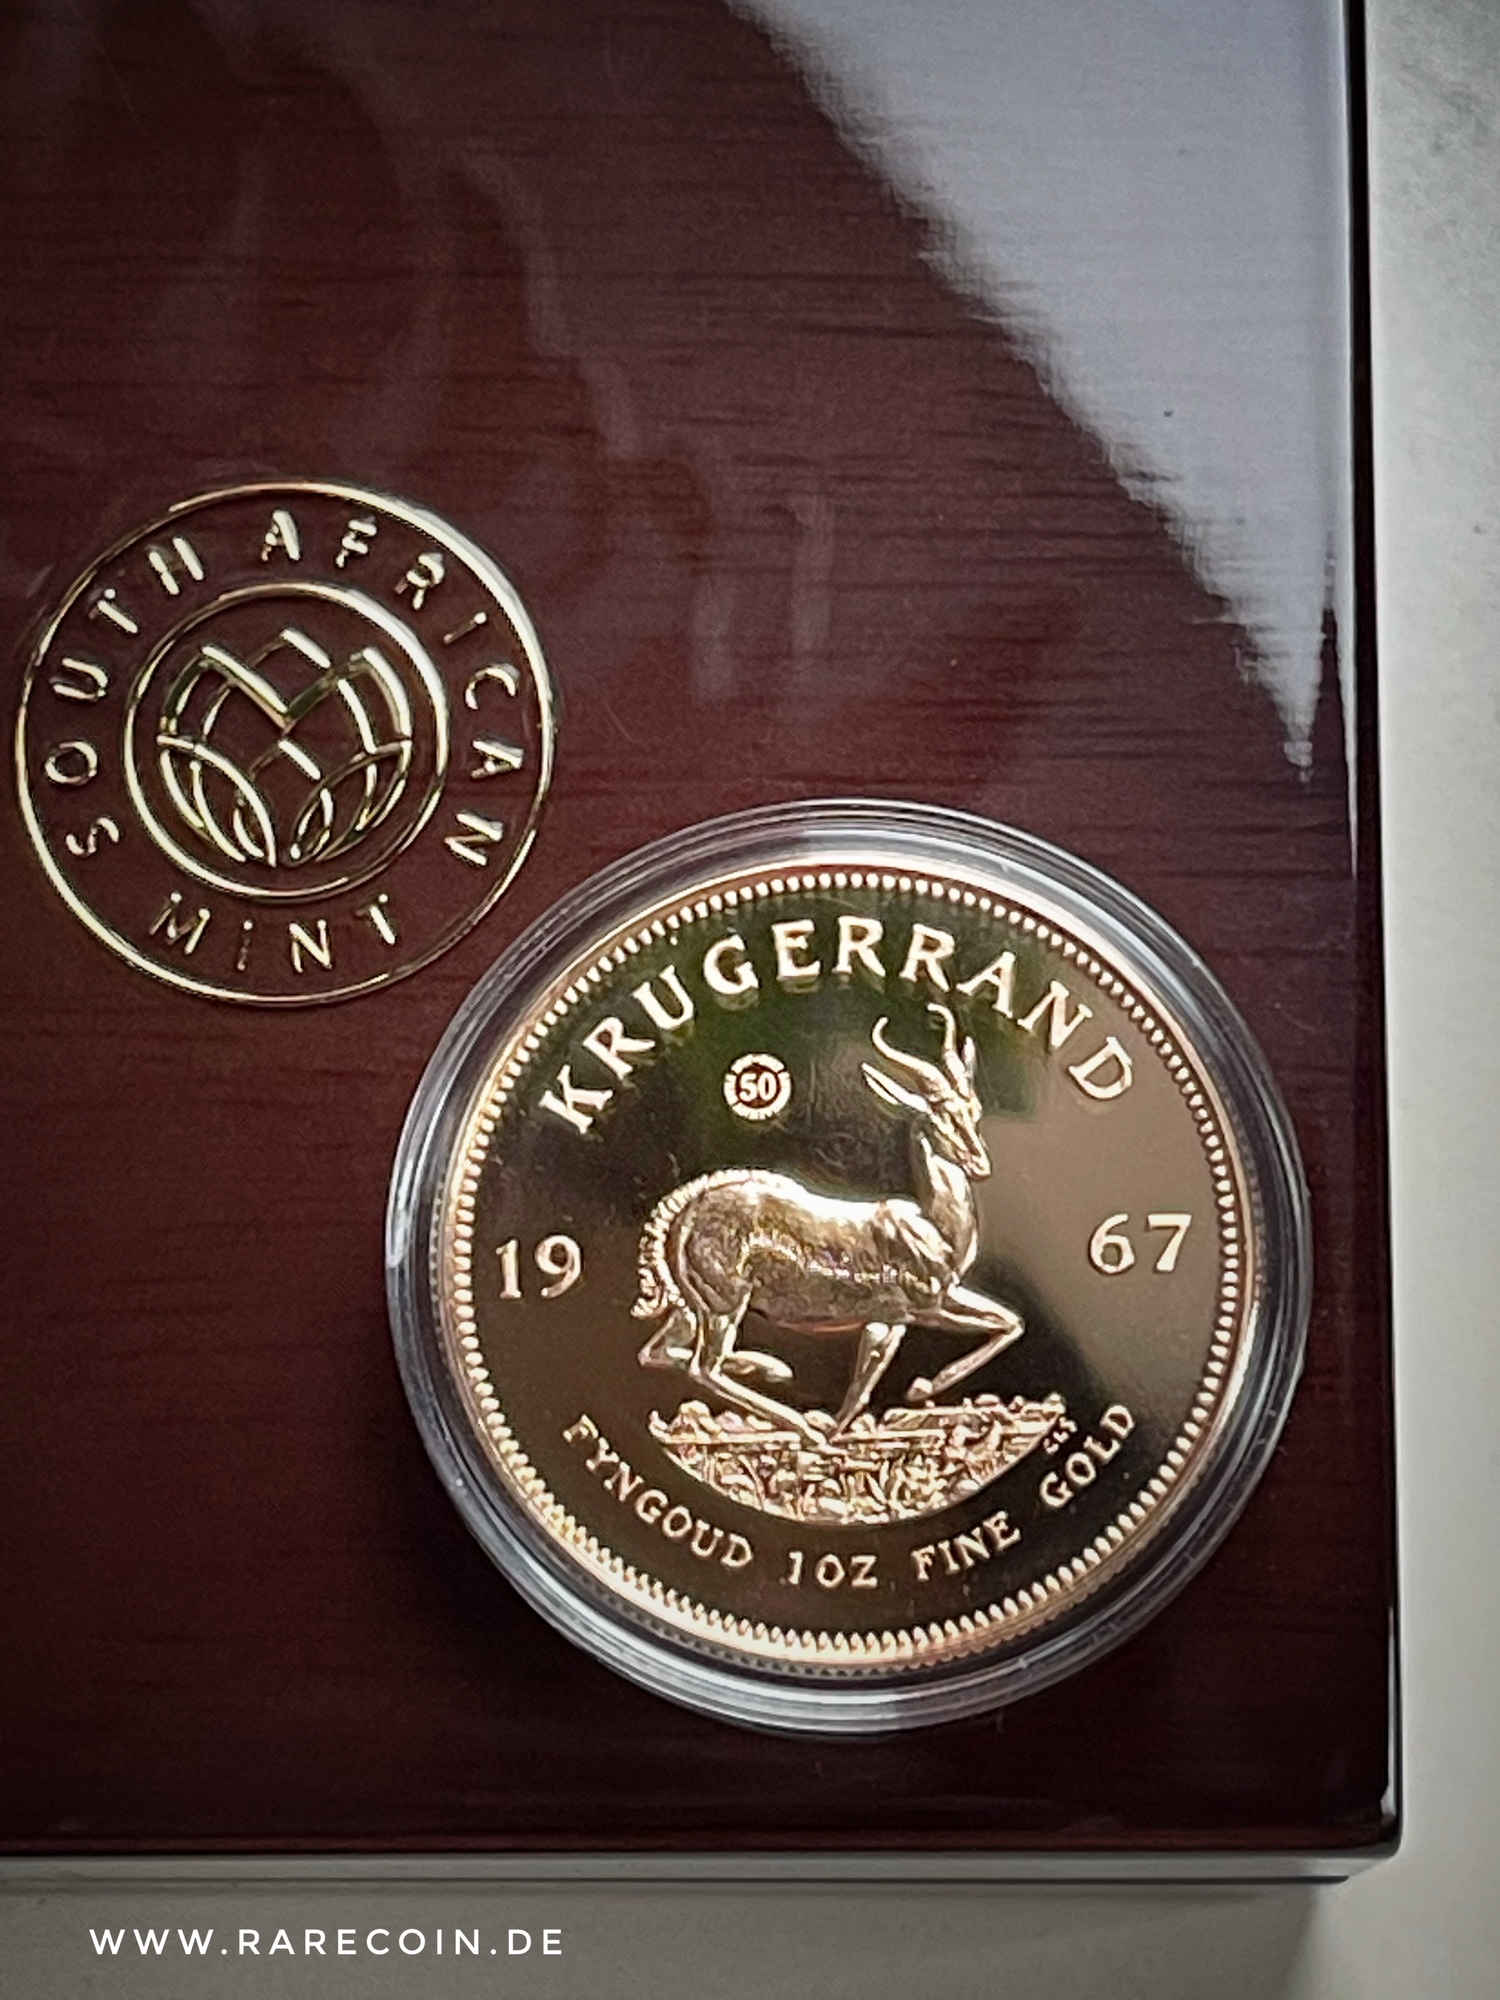 SOUTH AFRICAN
MINT
KRUGERRAND
50
19 67
FYNGOUD 1OZ FINE GOLD
WWW.RARECOIN.DE